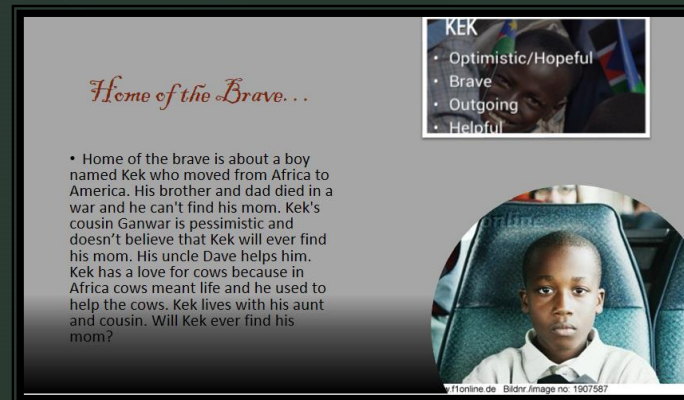 Home of the Brave...
• Home of the brave is about a boy
named Kek who moved from Africa to
America. His brother and dad died in a
war and he can't find his mom. Kek's
cousin Ganwar is pessimistic and
doesn’t believe that Kek will ever find
his mom. His uncle Dave helps him.
Kek has a love for cows because in
Africa cows meant life and he used to
help the cows. Kek lives with his aunt
and cousin. Will Kek ever find his
mom?
KEK
• Optimistic/Hopeful
• Brave
• Outgoing
• Helpful
online
.f1online.de Bildnr./image no: 1907587